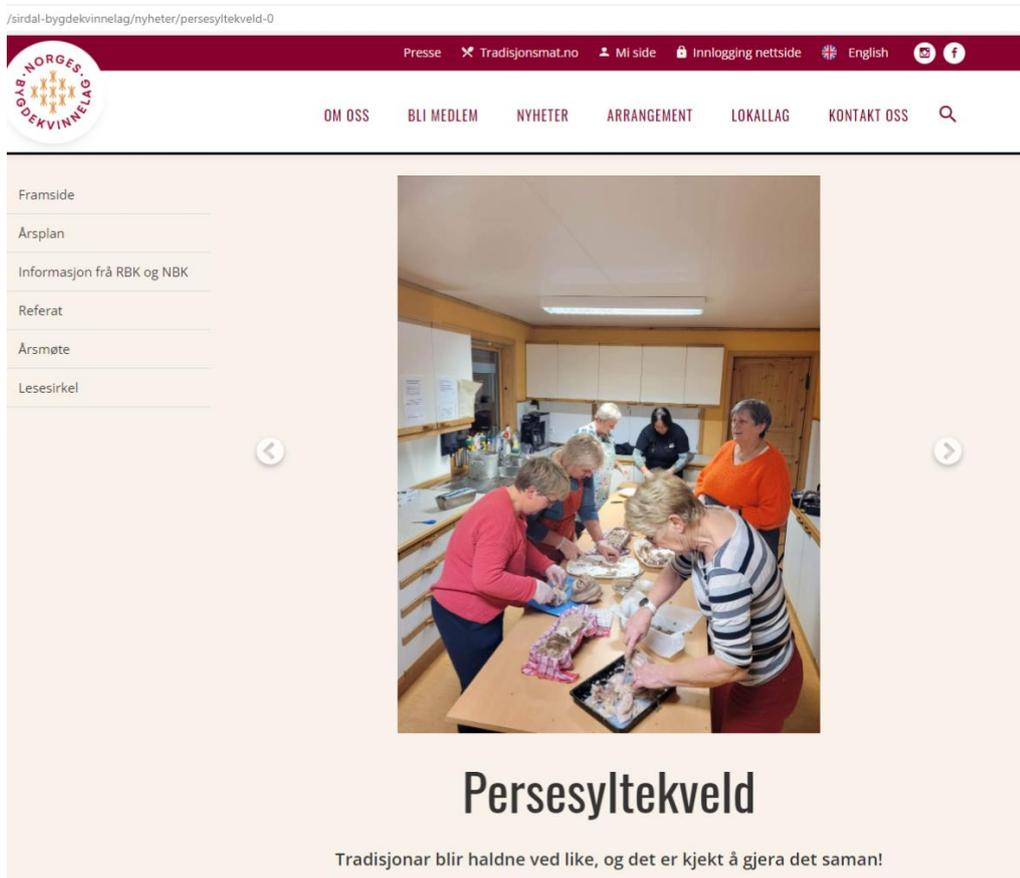 /sirdal-bygdekvinnelag/nyheter/persesyltekveld-0
Presse Tradisjonsmat.no Mi side Innlogging nettside English
NORGES BYGDEKVINNELAG
OM OSS BLI MEDLEM NYHETER ARRANGEMENT LOKALLAG KONTAKT OSS
Framside
Årsplan
Informasjon frå RBK og NBK
Referat
Årsmøte
Lesesirkel
Persesyltekveld
Tradisjonar blir haldne ved like, og det er kjekt å gjera det saman!